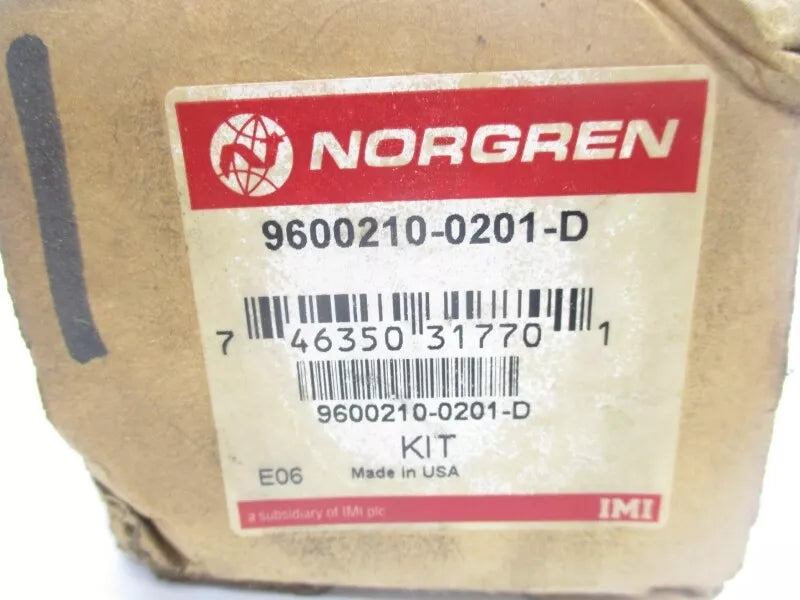 NORGREN
9600210-0201-D
7 46350 31770 1
9600210-0201-D
KIT
E06 Made in USA
a subsidiary of IMI plc IMI